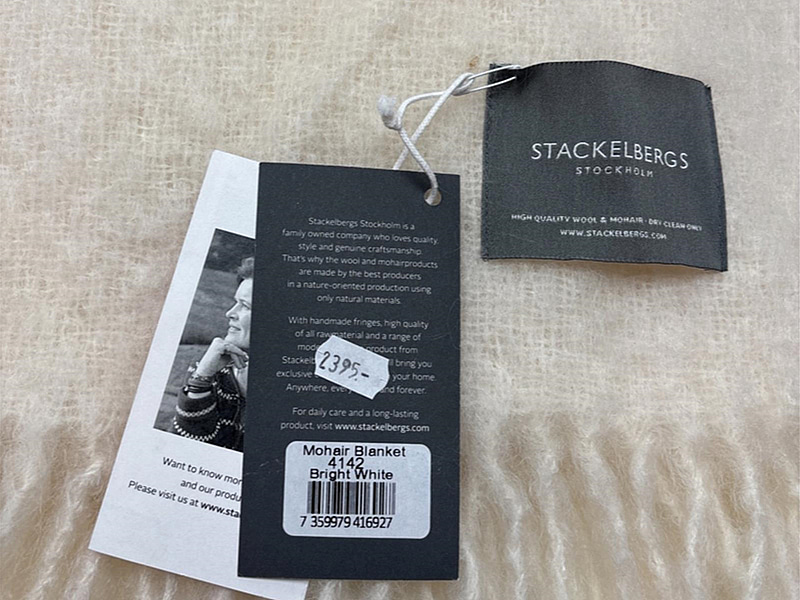 STACKELBERGS
STOCKHOLM
HIGH QUALITY WOOL & MOHAIR · DRY CLEAN ONLY
WWW.STACKELBERGS.COM
Stackelbergs Stockholm is a
family owned company who loves quality,
style and genuine craftsmanship.
That's why the wool and mohairproducts
are made by the best producers
in a nature-oriented production using
only natural materials.
With handmade fringes, high quality
of all rawmaterial and a range of
product from
bring you
exclusive your home.
Anywhere, and forever.
2395-
For daily care and a long-lasting
product, visit www.stackelbergs.com
Mohair Blanket
4142
Bright White
7 359979 416927
Want to know
and our
Please visit us at